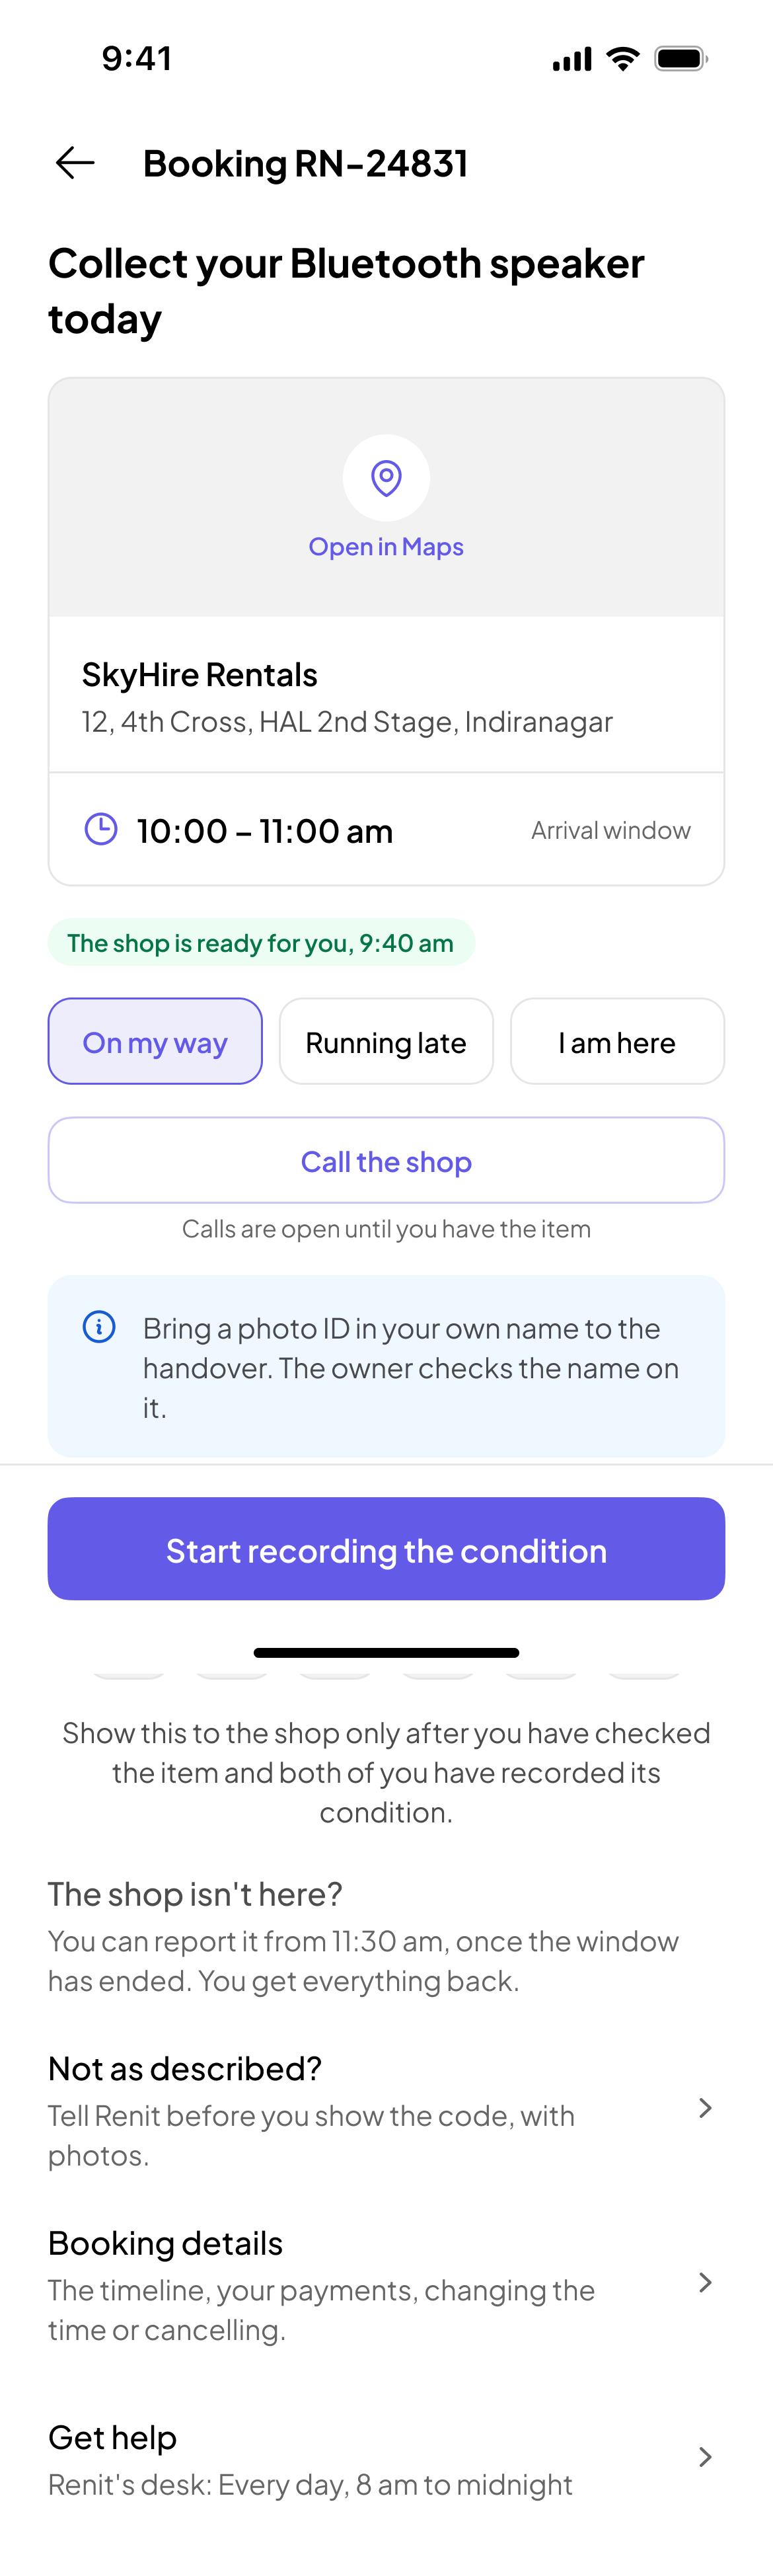 9:41
Booking RN-24831
Collect your Bluetooth speaker
today
Open in Maps
SkyHire Rentals
12, 4th Cross, HAL 2nd Stage, Indiranagar
10:00 – 11:00 am
Arrival window
The shop is ready for you, 9:40 am
On my way
Running late
I am here
Call the shop
Calls are open until you have the item
Bring a photo ID in your own name to the
handover. The owner checks the name on
it.
Start recording the condition
Show this to the shop only after you have checked
the item and both of you have recorded its
condition.
The shop isn't here?
You can report it from 11:30 am, once the window
has ended. You get everything back.
Not as described?
Tell Renit before you show the code, with
photos.
Booking details
The timeline, your payments, changing the
time or cancelling.
Get help
Renit's desk: Every day, 8 am to midnight